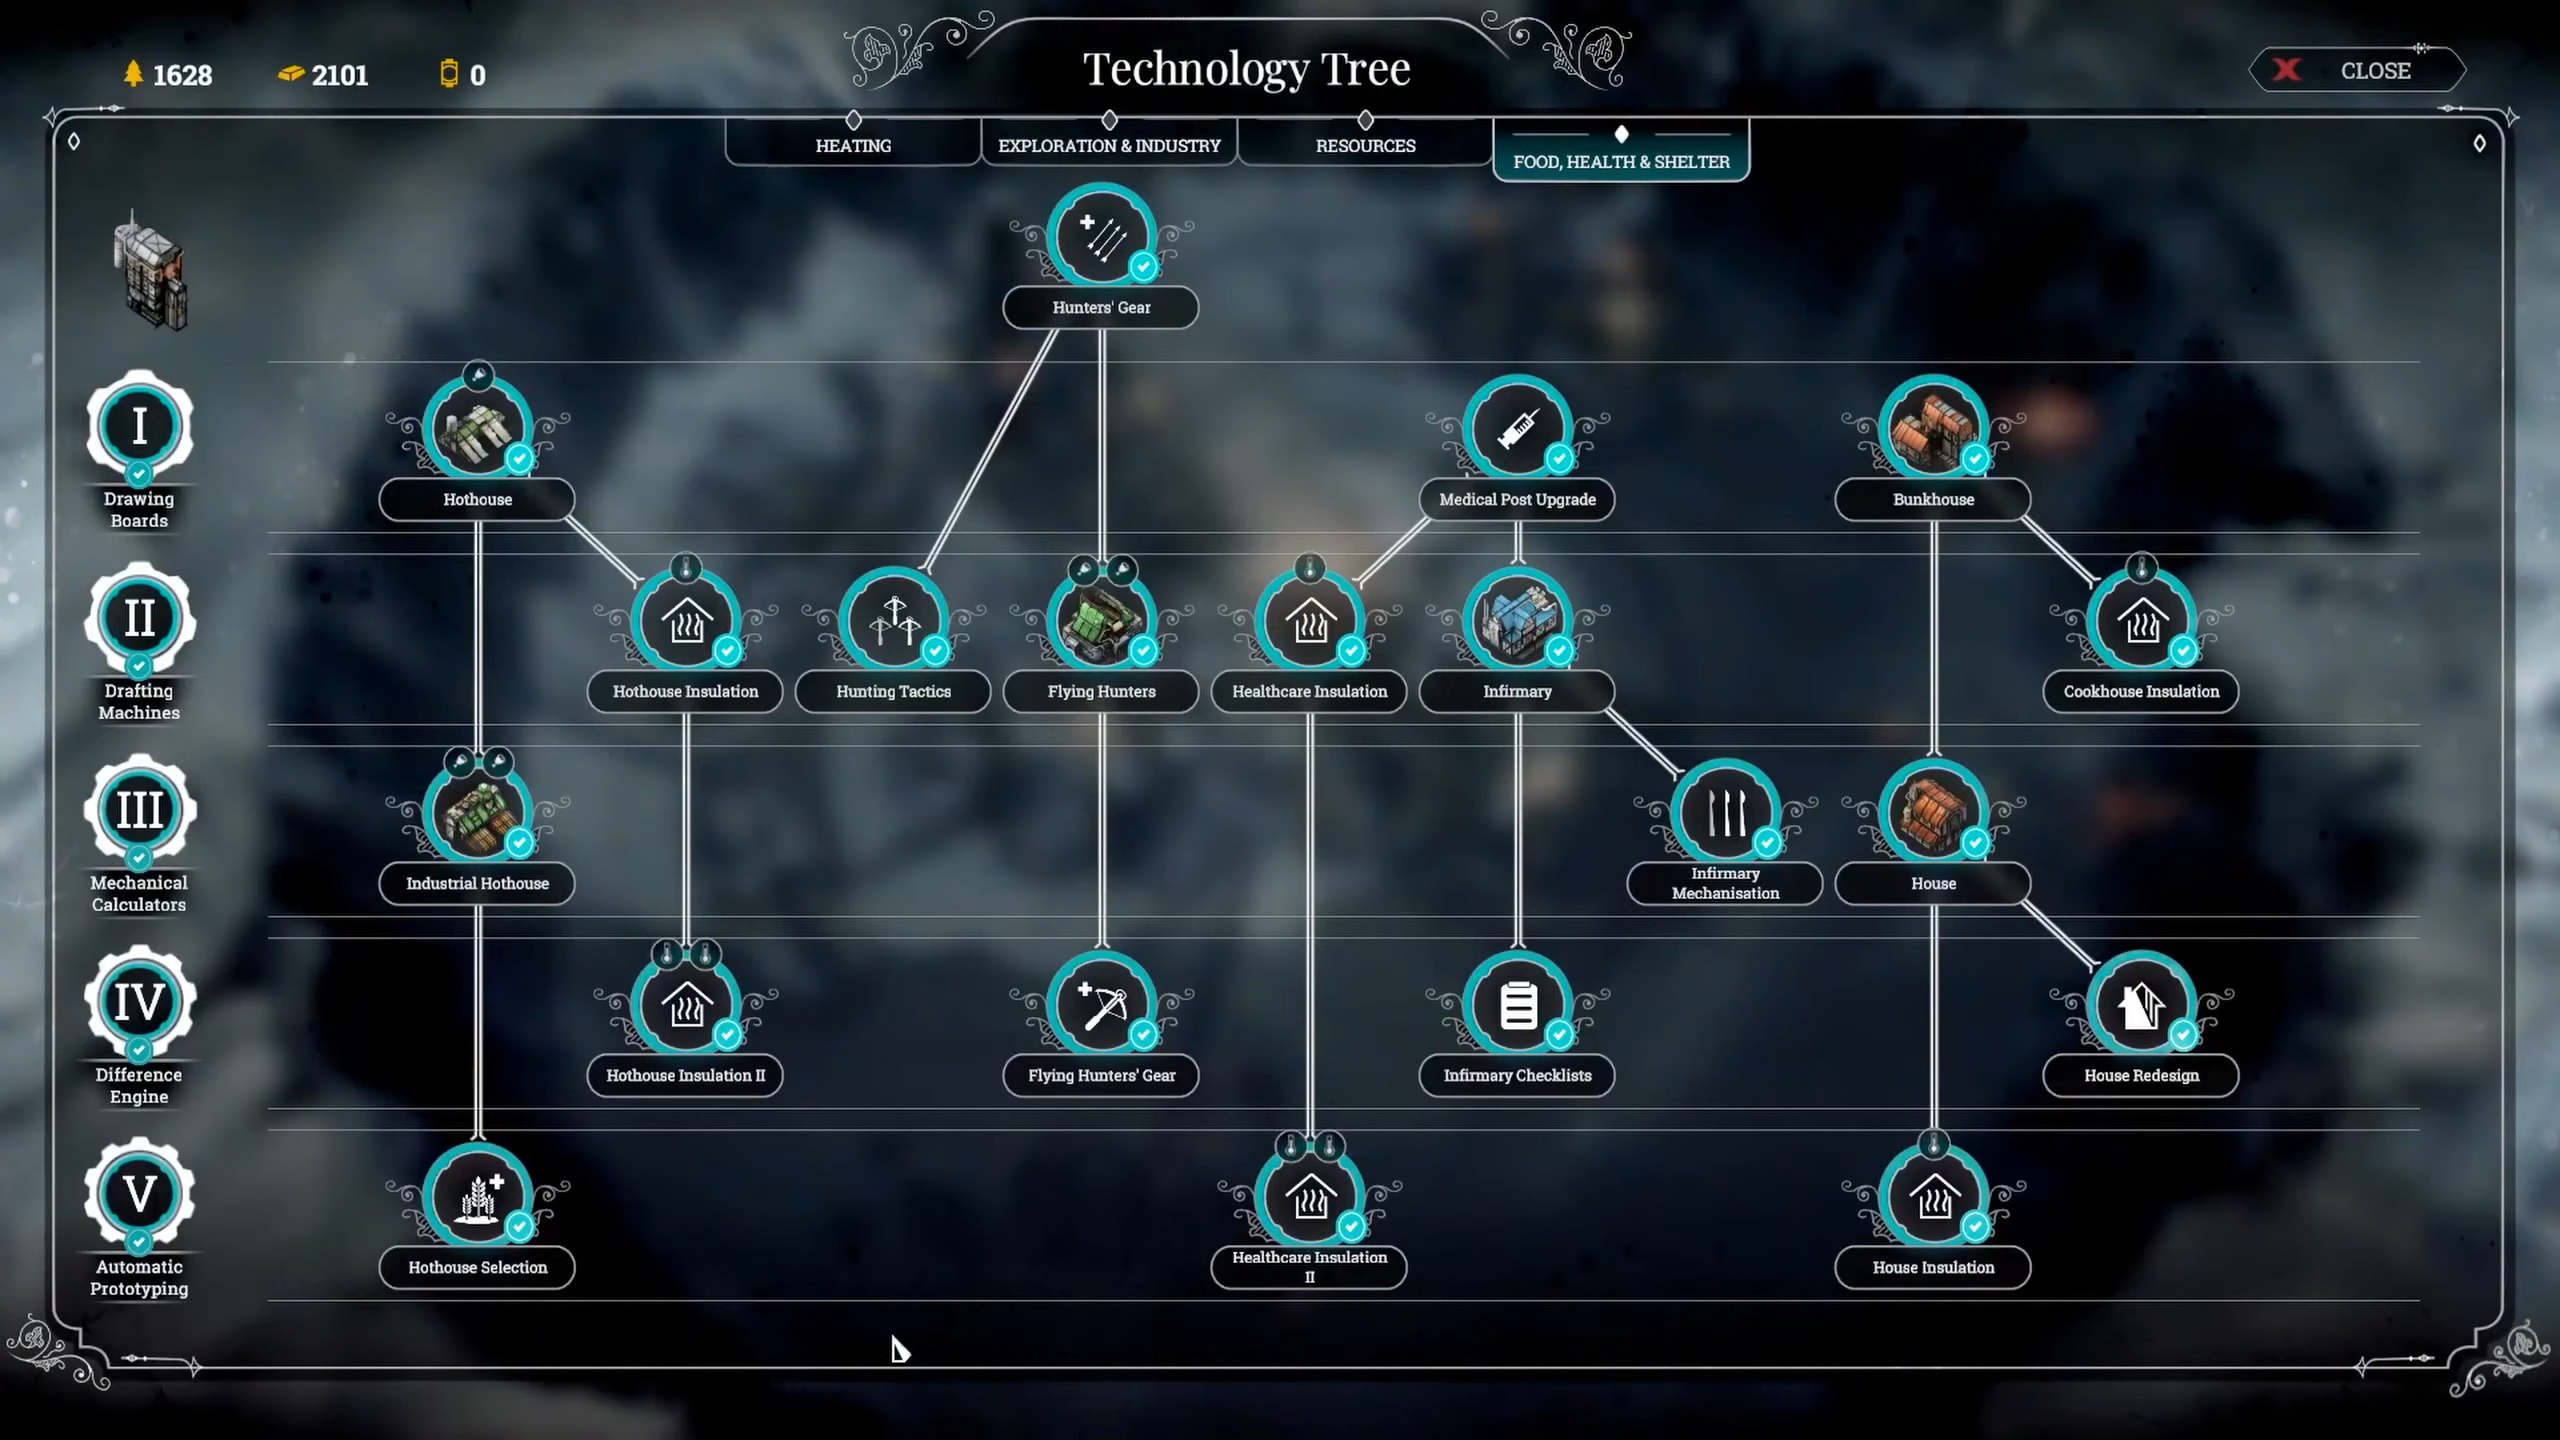 1628 2101 0
Technology Tree
CLOSE
HEATING
EXPLORATION & INDUSTRY
RESOURCES
FOOD, HEALTH & SHELTER
Hunters' Gear
I
Drawing
Boards
Hothouse
Medical Post Upgrade
Bunkhouse
II
Drafting
Machines
Hothouse Insulation
Hunting Tactics
Flying Hunters
Healthcare Insulation
Infirmary
Cookhouse Insulation
III
Mechanical
Calculators
Industrial Hothouse
Infirmary
Mechanisation
House
IV
Difference
Engine
Hothouse Insulation II
Flying Hunters' Gear
Infirmary Checklists
House Redesign
V
Automatic
Prototyping
Hothouse Selection
Healthcare Insulation
II
House Insulation